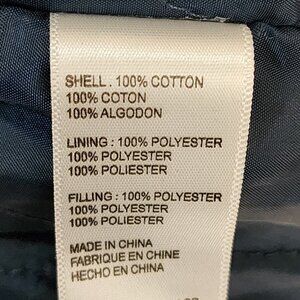 SHELL : 100% COTTON
100% COTON
100% ALGODON
LINING : 100% POLYESTER
100% POLYESTER
100% POLIESTER
FILLING : 100% POLYESTER
100% POLYESTER
100% POLIESTER
MADE IN CHINA
FABRIQUE EN CHINE
HECHO EN CHINA